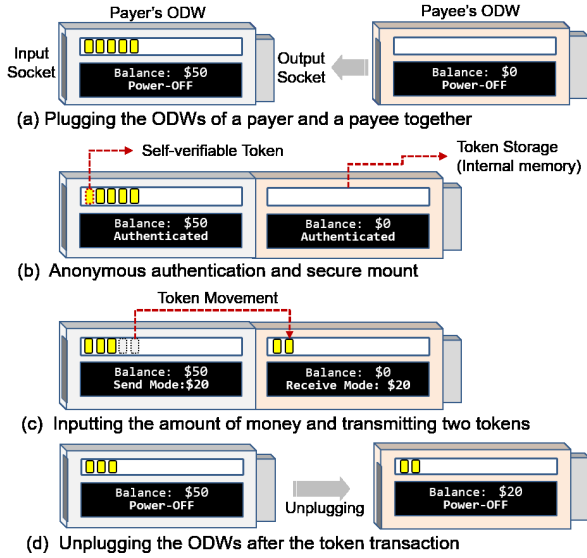 Payer's ODW
Payee's ODW
Input
Socket
Balance: $50
Power-OFF
Output
Socket
Balance: $0
Power-OFF
(a) Plugging the ODWs of a payer and a payee together
Self-verifiable Token
Token Storage
(Internal memory)
Balance: $50
Authenticated
Balance: $0
Authenticated
(b) Anonymous authentication and secure mount
Token Movement
Balance: $50
Send Mode:$20
Balance: $0
Receive Mode: $20
(c) Inputting the amount of money and transmitting two tokens
Balance: $50
Power-OFF
Unplugging
Balance: $20
Power-OFF
(d) Unplugging the ODWs after the token transaction